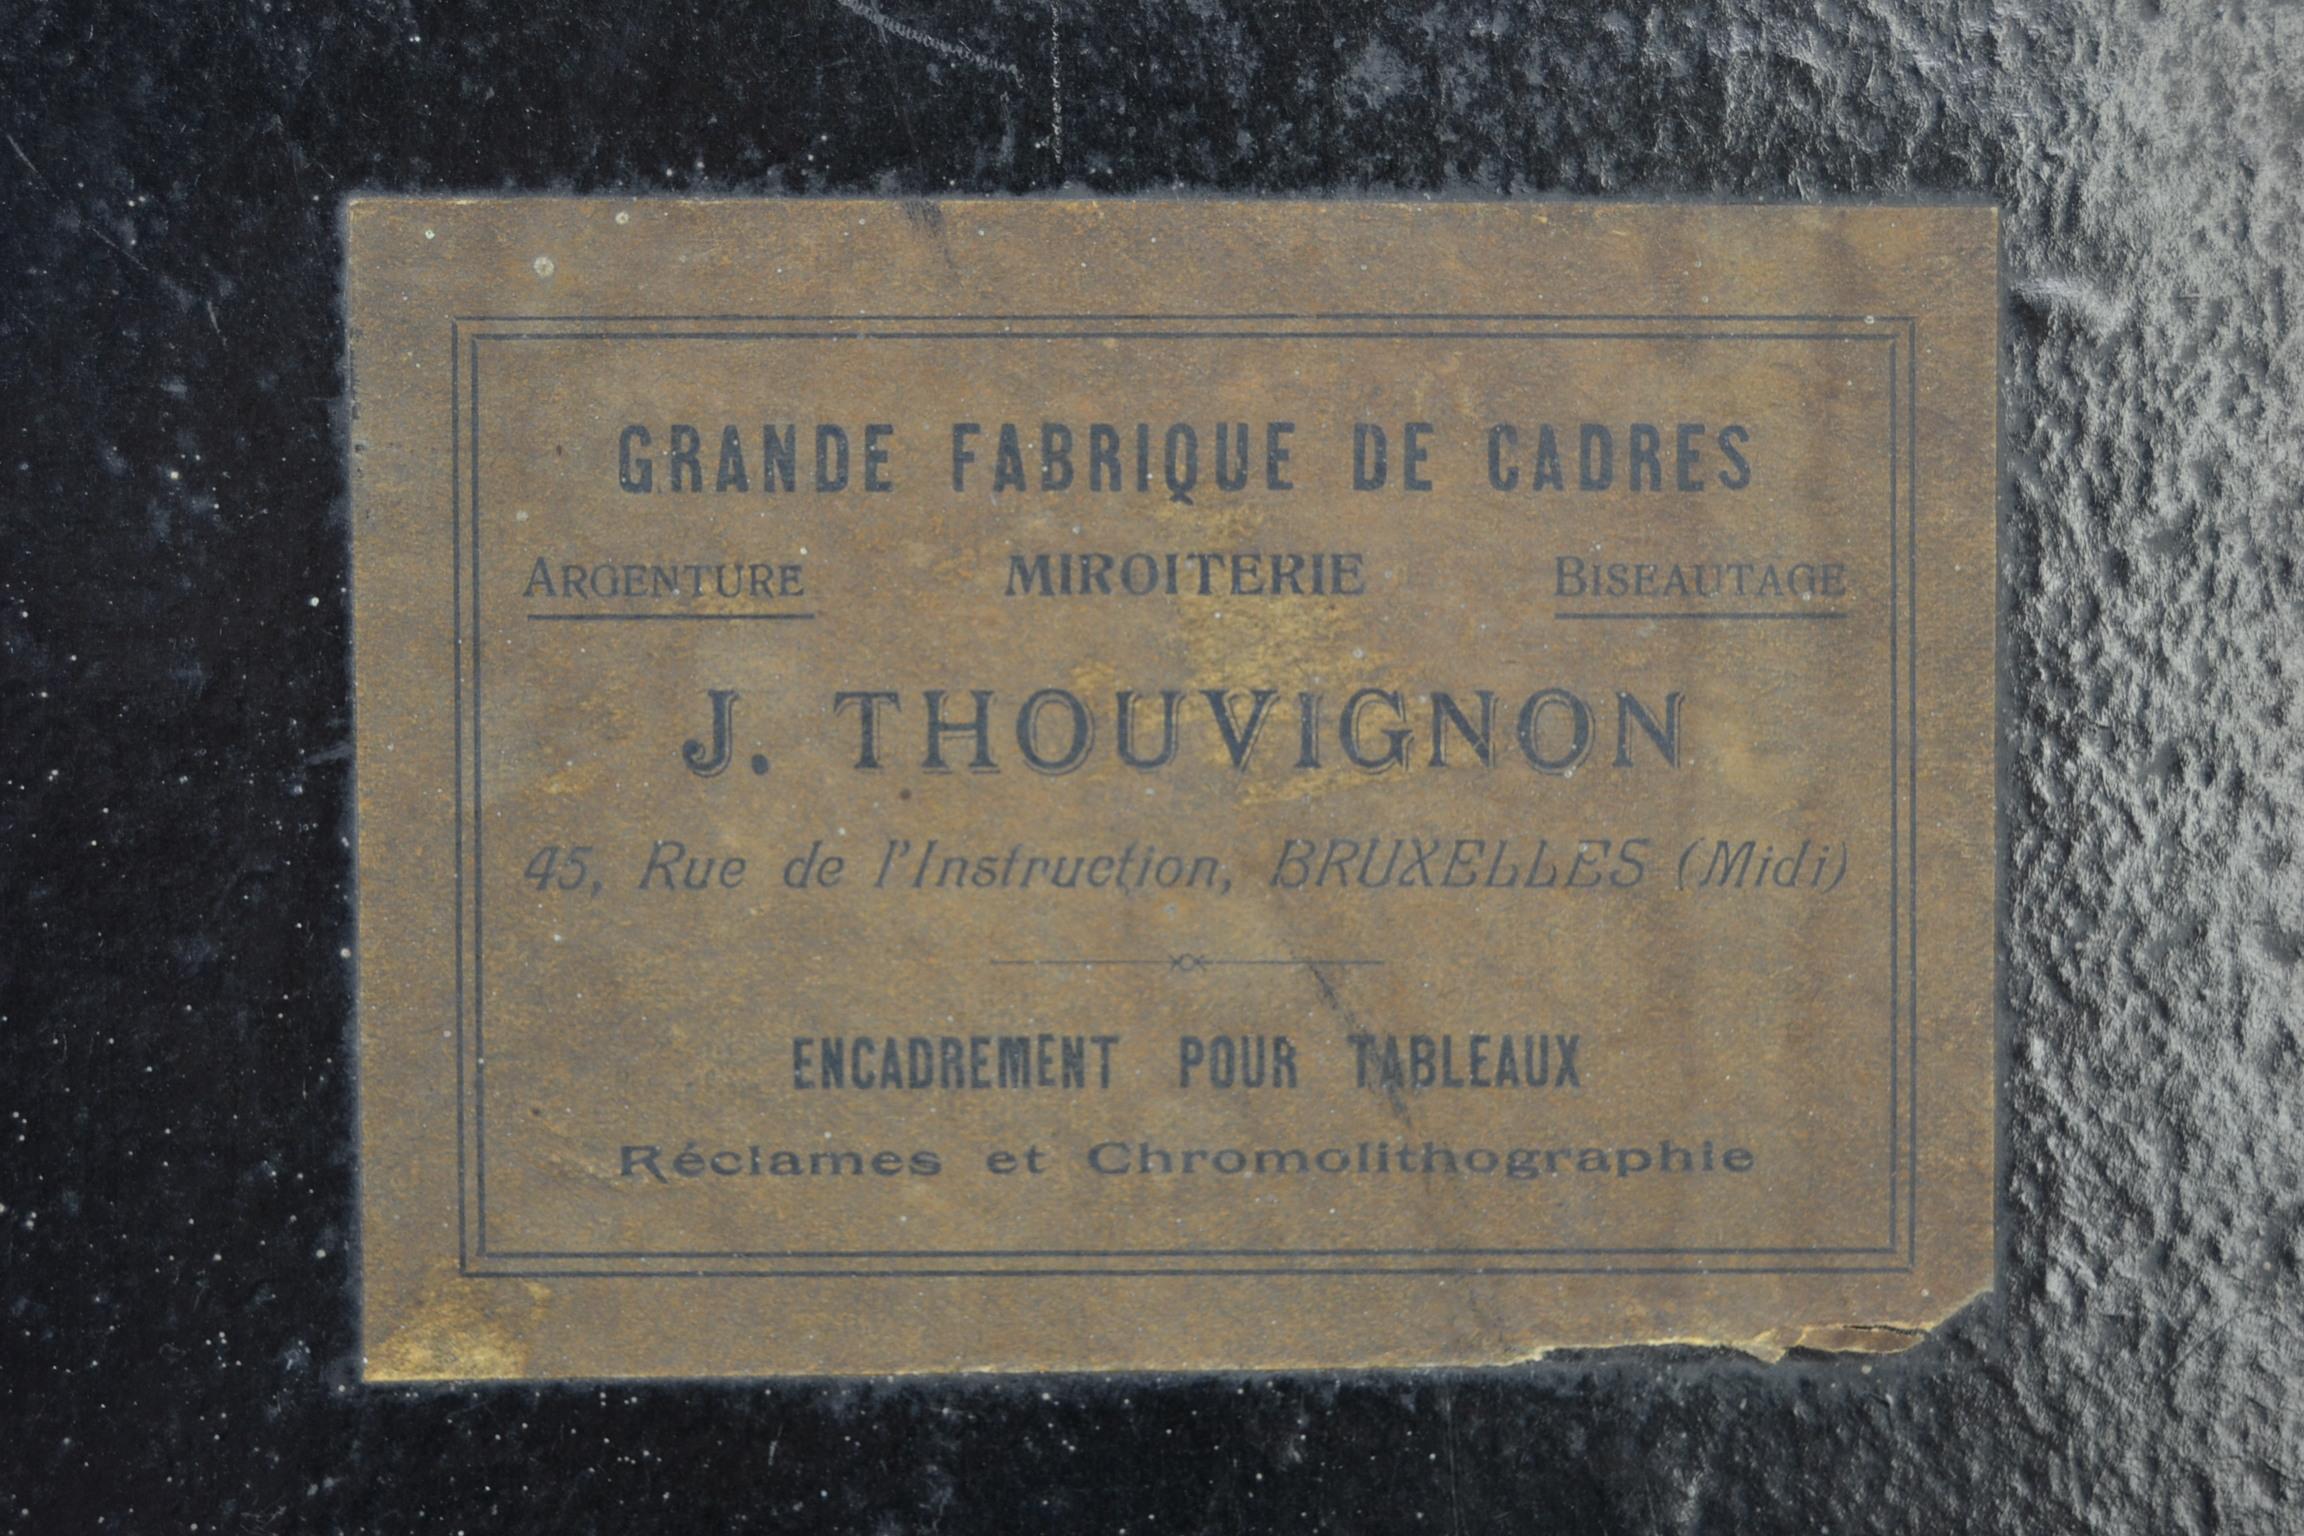 GRANDE FABRIQUE DE CADRES
ARGENTURE MIROITERIE BISEAUTAGE
J. THOUVIGNON
45, Rue de l'Instruction, BRUXELLES (Midi)
ENCADREMENT POUR TABLEAUX
Réclames et Chromolithographie